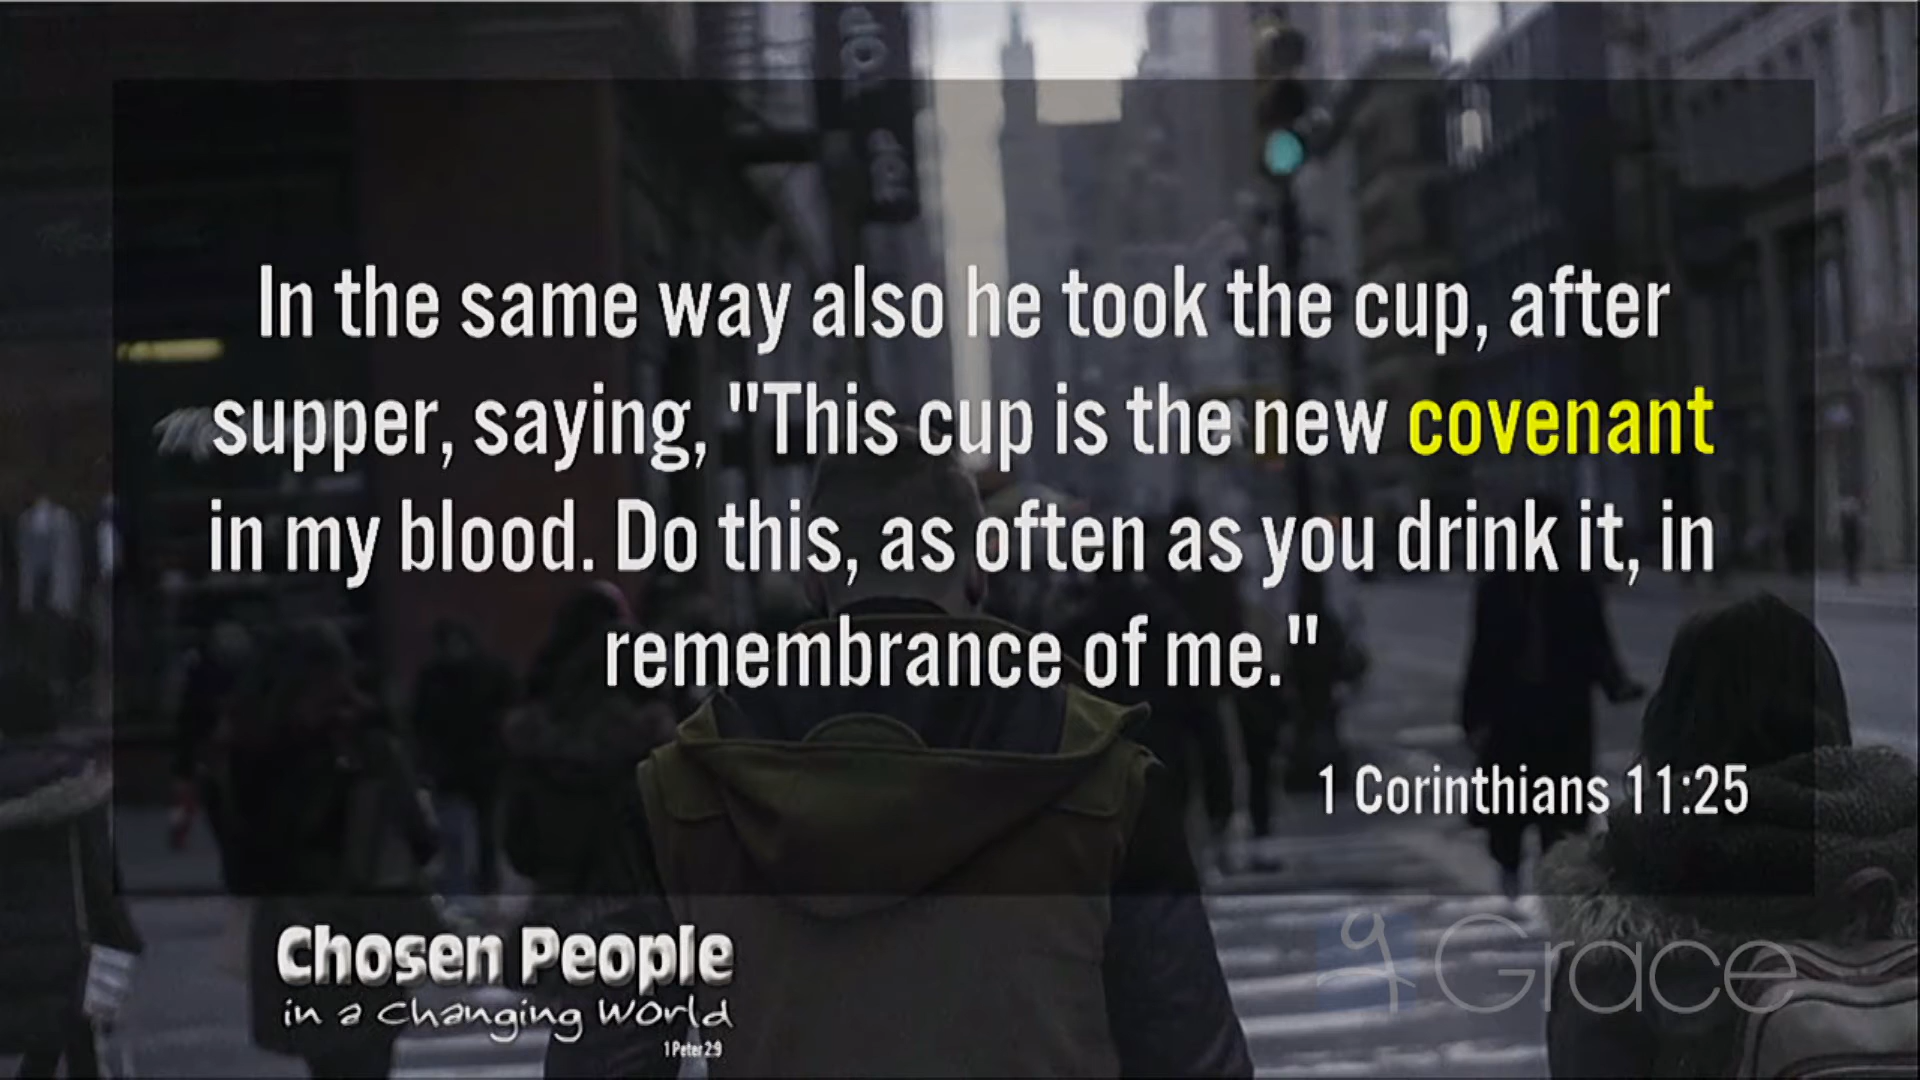 In the same way also he took the cup, after
supper, saying, "This cup is the new covenant
in my blood. Do this, as often as you drink it, in
remembrance of me."
1 Corinthians 11:25
Chosen People
in a Changing World
1 Peter 2:9
Grace